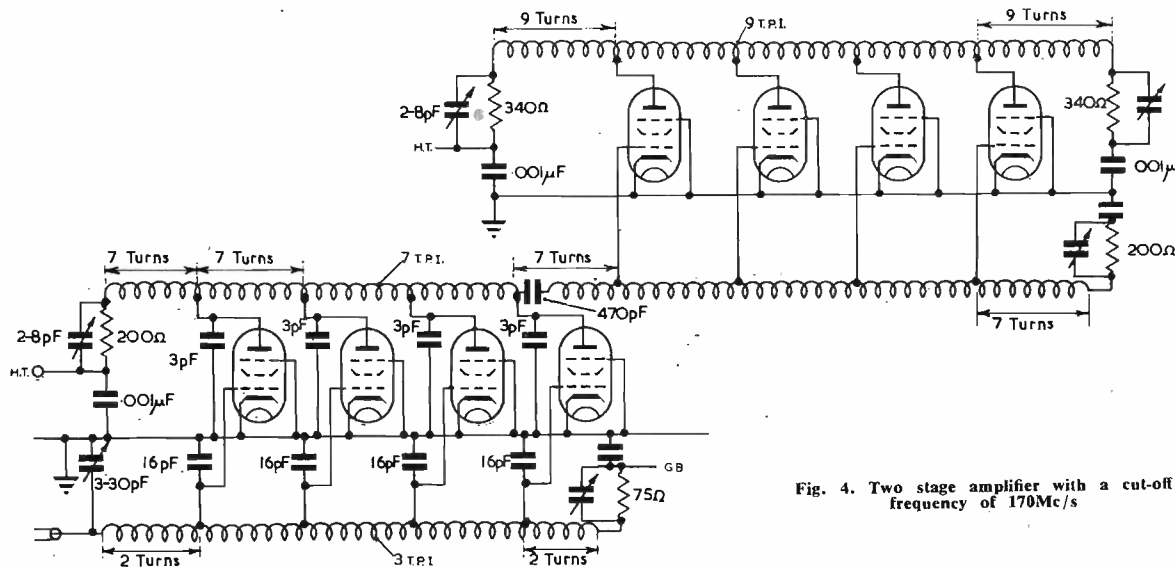 9 Turns
9 T.P.I.
9 Turns
2-8pF
340Ω
H.T.
·001µF
340Ω
·001µ
200Ω
7 Turns
7 Turns
7 T.P.I.
7 Turns
470pF
7 Turns
2-8pF
200Ω
3pF
3pF
3pF
3pF
H.T.
·001µF
3-30pF
16pF
16pF
16pF
16pF
G B
75Ω
2 Turns
3 T.P.I
2 Turns
Fig. 4. Two stage amplifier with a cut-off
frequency of 170Mc/s